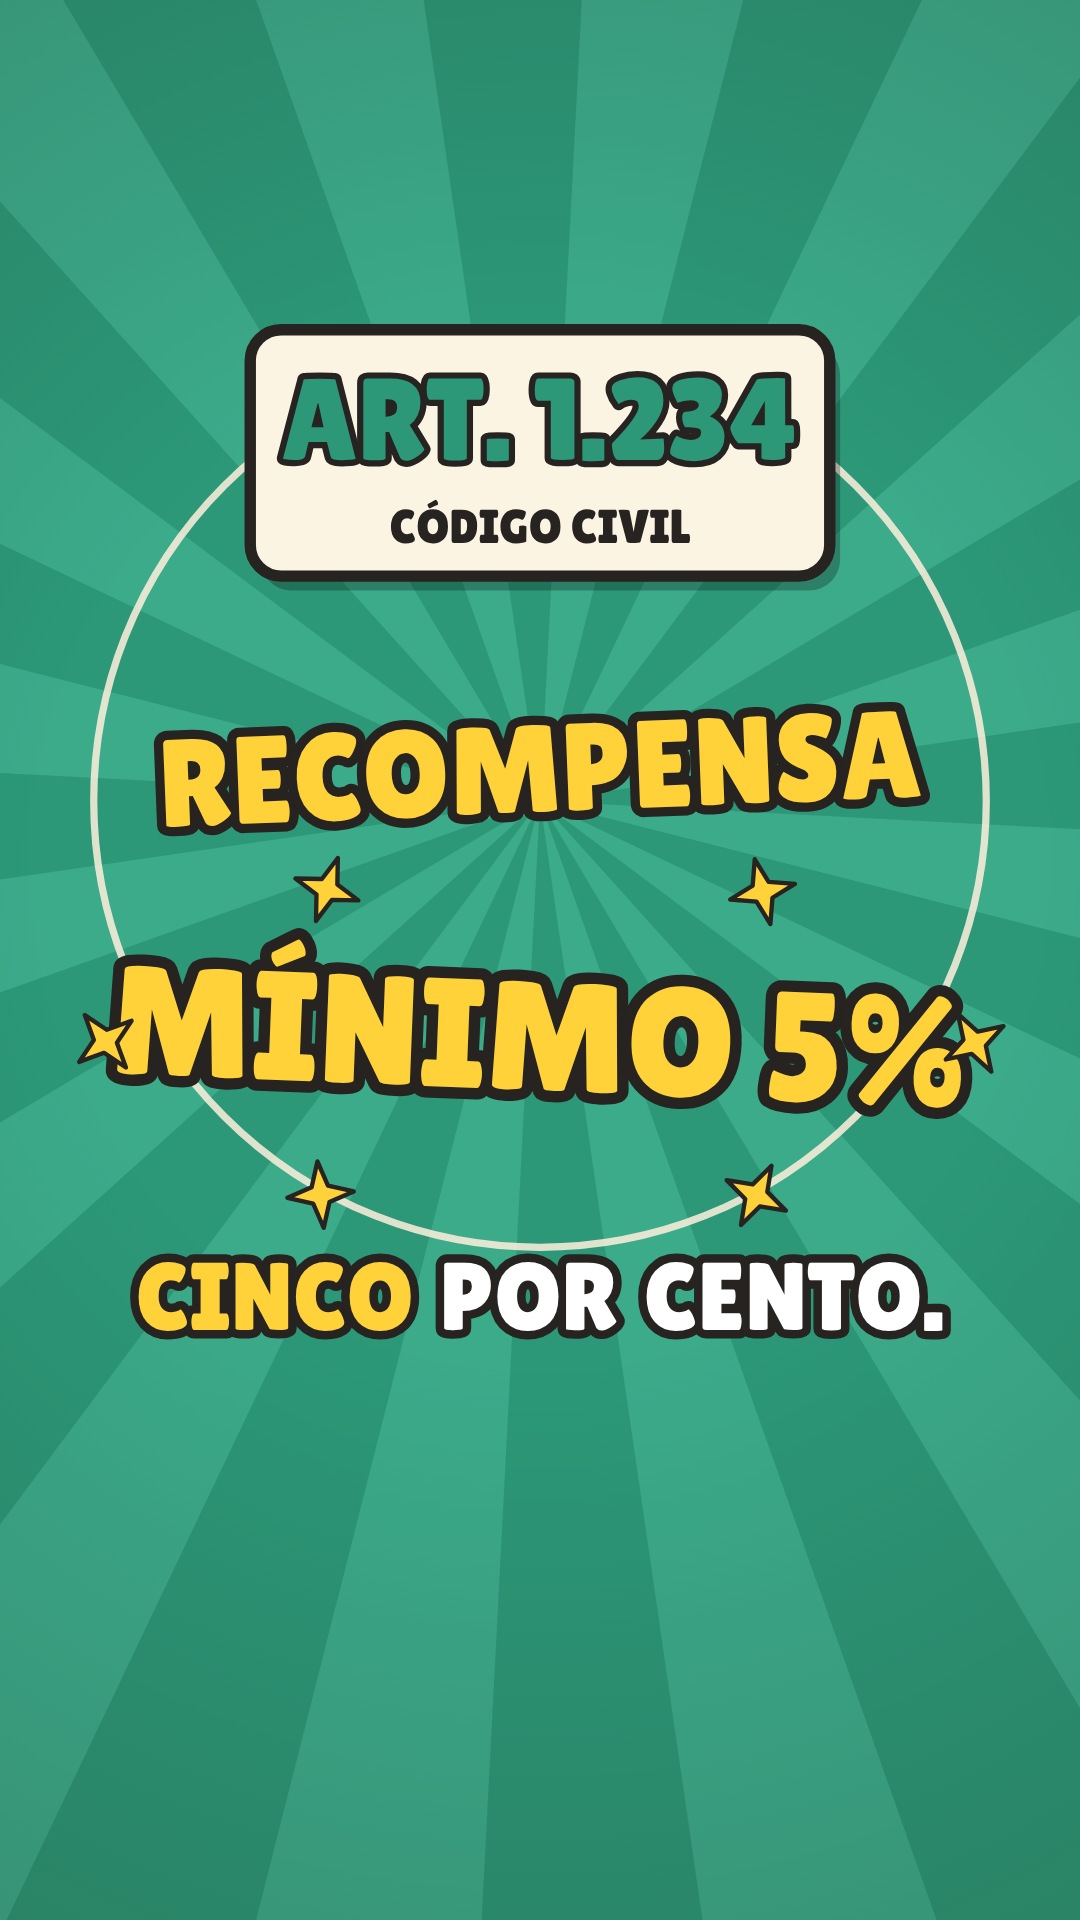 ART. 1.234
CÓDIGO CIVIL
RECOMPENSA
MÍNIMO 5%
CINCO POR CENTO.